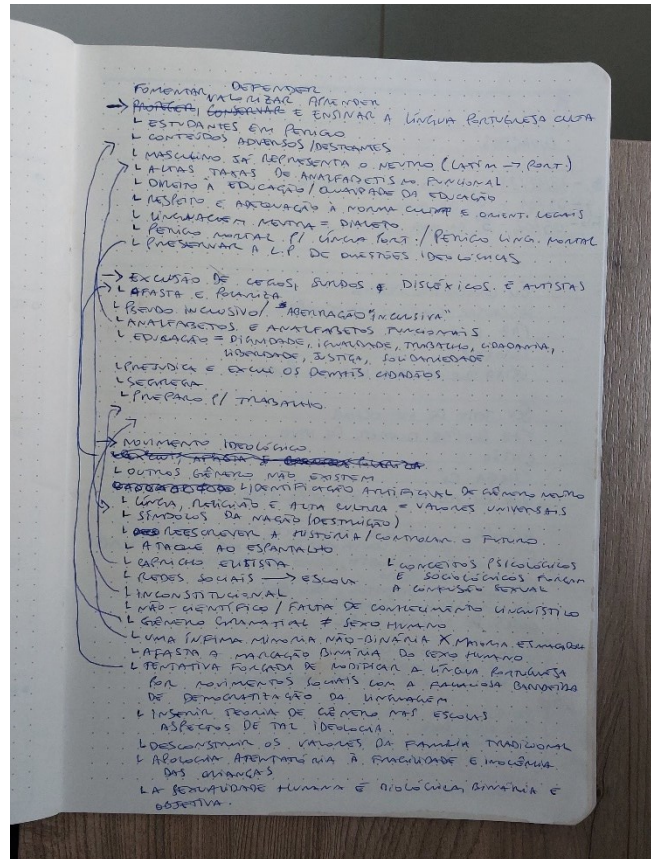 FOMENTAR, DEFENDER
VALORIZAR APRENDER
→ PROTEGER, CONSERVAR E ENSINAR A LÍNGUA PORTUGUESA CULTA
└ ESTUDANTES EM PERIGO
└ CONTEÚDOS ADVERSOS/DESTOANTES
└ MASCULINO JÁ REPRESENTA O NEUTRO (LATIM → PORT)
└ ALTAS TAXAS DE ANALFABETISMO FUNCIONAL
└ DIREITO À EDUCAÇÃO/QUALIDADE DA EDUCAÇÃO
└ RESPEITO E ADEQUAÇÃO À NORMA CULTA E ORIENT. LEGAIS
└ LINGUAGEM NEUTRA = DIALETO
└ PERIGO MORTAL P/ LÍNGUA PORT. / PERIGO LING. MORTAL
└ PRESERVAR A L.P. DE QUESTÕES IDEOLÓGICAS
→ EXCLUSÃO DE CEGOS, SURDOS E DISLÉXICOS E AUTISTAS
└ AFASTA E POLARIZA
└ PSEUDO INCLUSIVO/ "ABERRAÇÃO "INCLUSIVA"
└ ANALFABETOS E ANALFABETOS FUNCIONAIS
└ EDUCAÇÃO = DIGNIDADE, IGUALDADE, TRABALHO, CIDADANIA,
LIBERDADE, JUSTIÇA, SOLIDARIEDADE
└ PREJUDICA E EXCLUI OS DEMAIS CIDADÃOS
└ SEGREGA
└ PREPARO P/ TRABALHO
→ MOVIMENTO IDEOLÓGICO
└ EXCLUI, AFASTA E POLARIZA
└ OUTROS GÊNERO NÃO EXISTEM
└ IDENTIFICAÇÃO ARTIFICIAL DE GÊNERO NEUTRO
└ LÍNGUA, RELIGIÃO E ALTA CULTURA = VALORES UNIVERSAIS
└ SÍMBOLOS DA NAÇÃO (DESTRUIÇÃO)
└ REESCREVER A HISTÓRIA/CONTROLAR O FUTURO
└ ATAQUE AO ESPANTALHO
└ CAPRICHO ELITISTA └ CONCEITOS PSICOLÓGICOS
└ REDES SOCIAIS → ESCOLA E SOCIOLÓGICOS FORÇAM
└ INCONSTITUCIONAL A CONFUSÃO SEXUAL
└ NÃO-CIENTÍFICO / FALTA DE CONHECIMENTO LINGUÍSTICO
└ GÊNERO GRAMATICAL ≠ SEXO HUMANO
└ UMA ÍNFIMA MINORIA NÃO-BINÁRIA X MAIORIA ESMAGADORA
└ AFASTA A MARCAÇÃO BINÁRIA DO SEXO HUMANO
└ TENTATIVA FORÇADA DE MODIFICAR A LÍNGUA PORTUGUESA
POR MOVIMENTOS SOCIAIS COM A FALACIOSA BANDEIRA
DE DEMOCRATIZAÇÃO DA LINGUAGEM
└ INSERIR TEORIA DE GÊNERO NAS ESCOLAS
ASPECTOS DE TAL IDEOLOGIA
└ DESCONSTRUIR OS VALORES DA FAMÍLIA TRADICIONAL
└ APOLOGIA ATENTATÓRIA À FRAGILIDADE E INOCÊNCIA
DAS CRIANÇAS
└ A SEXUALIDADE HUMANA É BIOLÓGICA, BINÁRIA E
OBJETIVA.